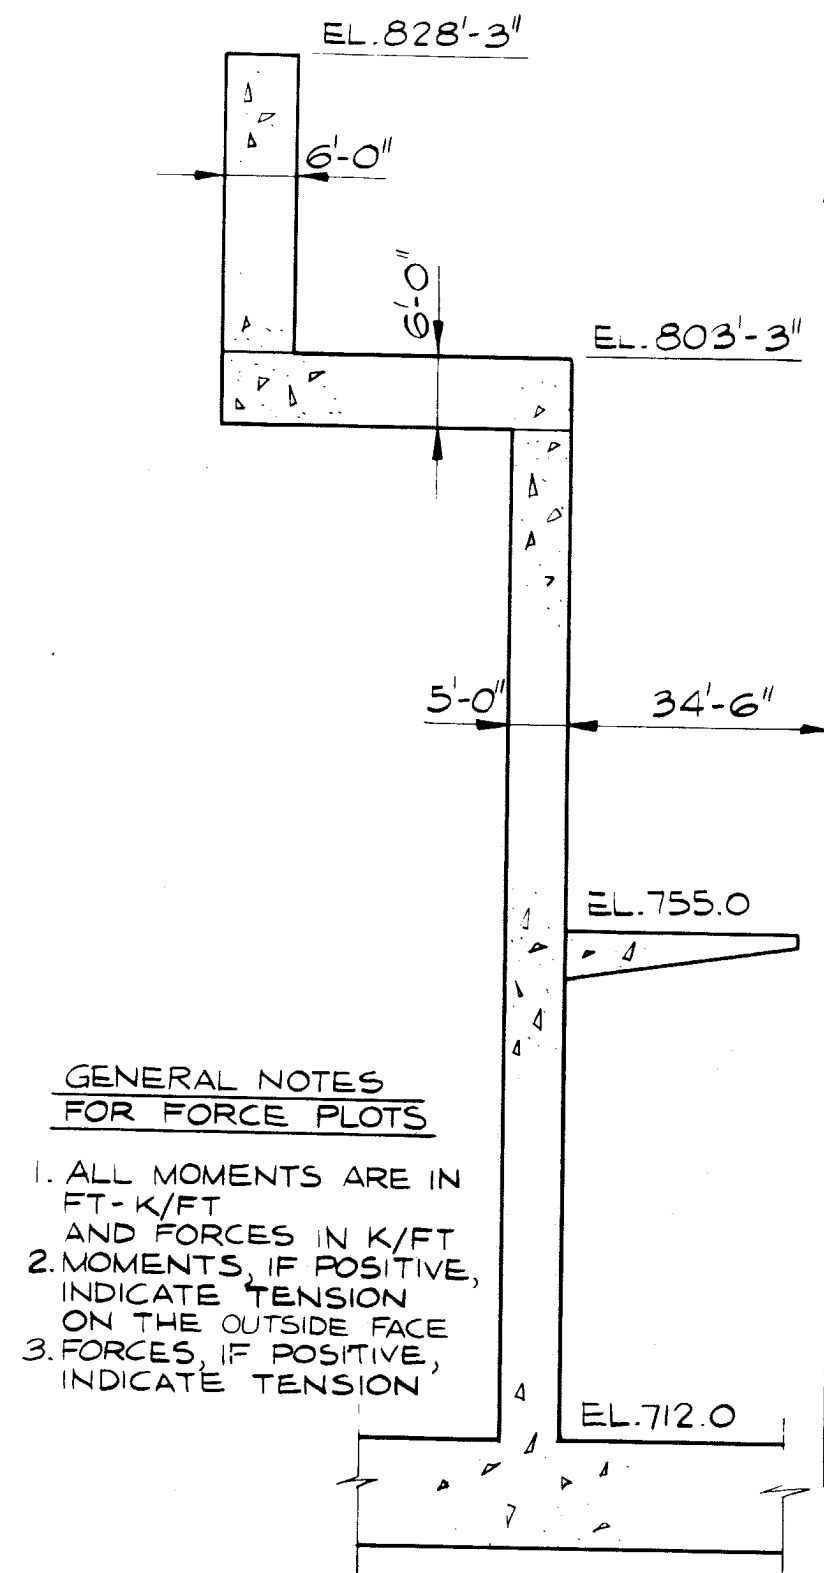 EL.828'-3"
6'-0"
6'-0"
EL.803'-3"
5'-0"
34'-6"
EL.755.0
GENERAL NOTES
FOR FORCE PLOTS
1. ALL MOMENTS ARE IN
FT-K/FT
AND FORCES IN K/FT
2. MOMENTS, IF POSITIVE,
INDICATE TENSION
ON THE OUTSIDE FACE
3. FORCES, IF POSITIVE,
INDICATE TENSION
EL.712.0